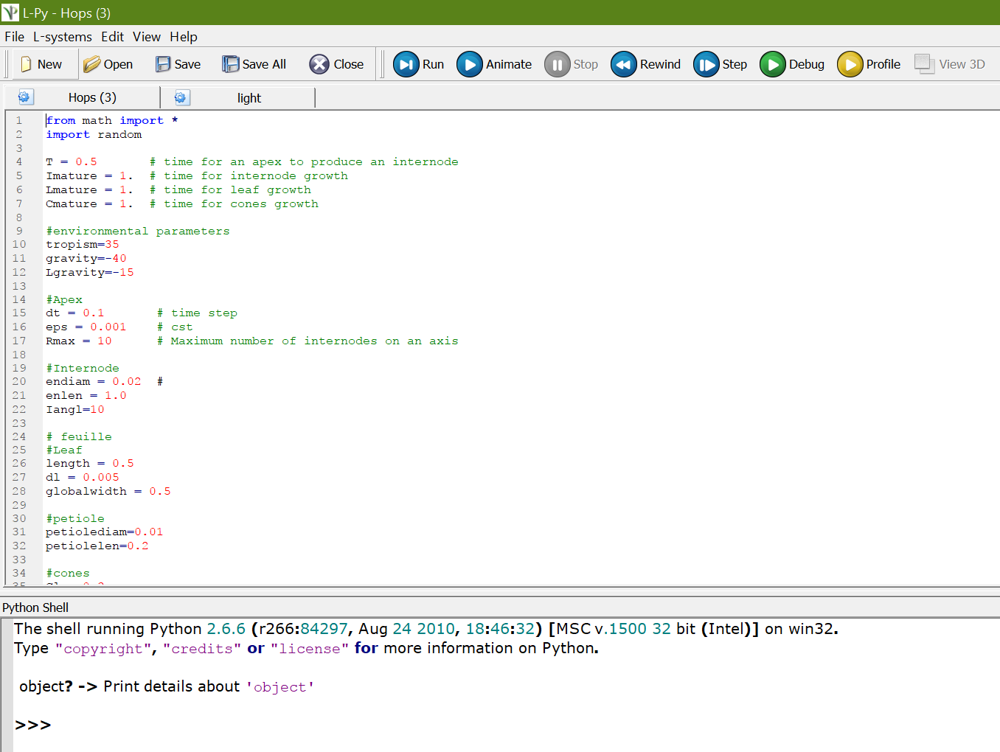 L-Py - Hops (3)
File L-systems Edit View Help
New Open Save Save All Close Run Animate Stop Rewind Step Debug Profile View 3D
Hops (3) light
1 from math import *
2 import random
3
4 T = 0.5 # time for an apex to produce an internode
5 Imature = 1. # time for internode growth
6 Lmature = 1. # time for leaf growth
7 Cmature = 1. # time for cones growth
8
9 #environmental parameters
10 tropism=35
11 gravity=-40
12 Lgravity=-15
13
14 #Apex
15 dt = 0.1 # time step
16 eps = 0.001 # cst
17 Rmax = 10 # Maximum number of internodes on an axis
18
19 #Internode
20 endiam = 0.02 #
21 enlen = 1.0
22 Iangl=10
23
24 # feuille
25 #Leaf
26 length = 0.5
27 dl = 0.005
28 globalwidth = 0.5
29
30 #petiole
31 petiolediam=0.01
32 petiolelen=0.2
33
34 #cones
35
Python Shell
The shell running Python 2.6.6 (r266:84297, Aug 24 2010, 18:46:32) [MSC v.1500 32 bit (Intel)] on win32.
Type "copyright", "credits" or "license" for more information on Python.
object? -> Print details about 'object'
>>>